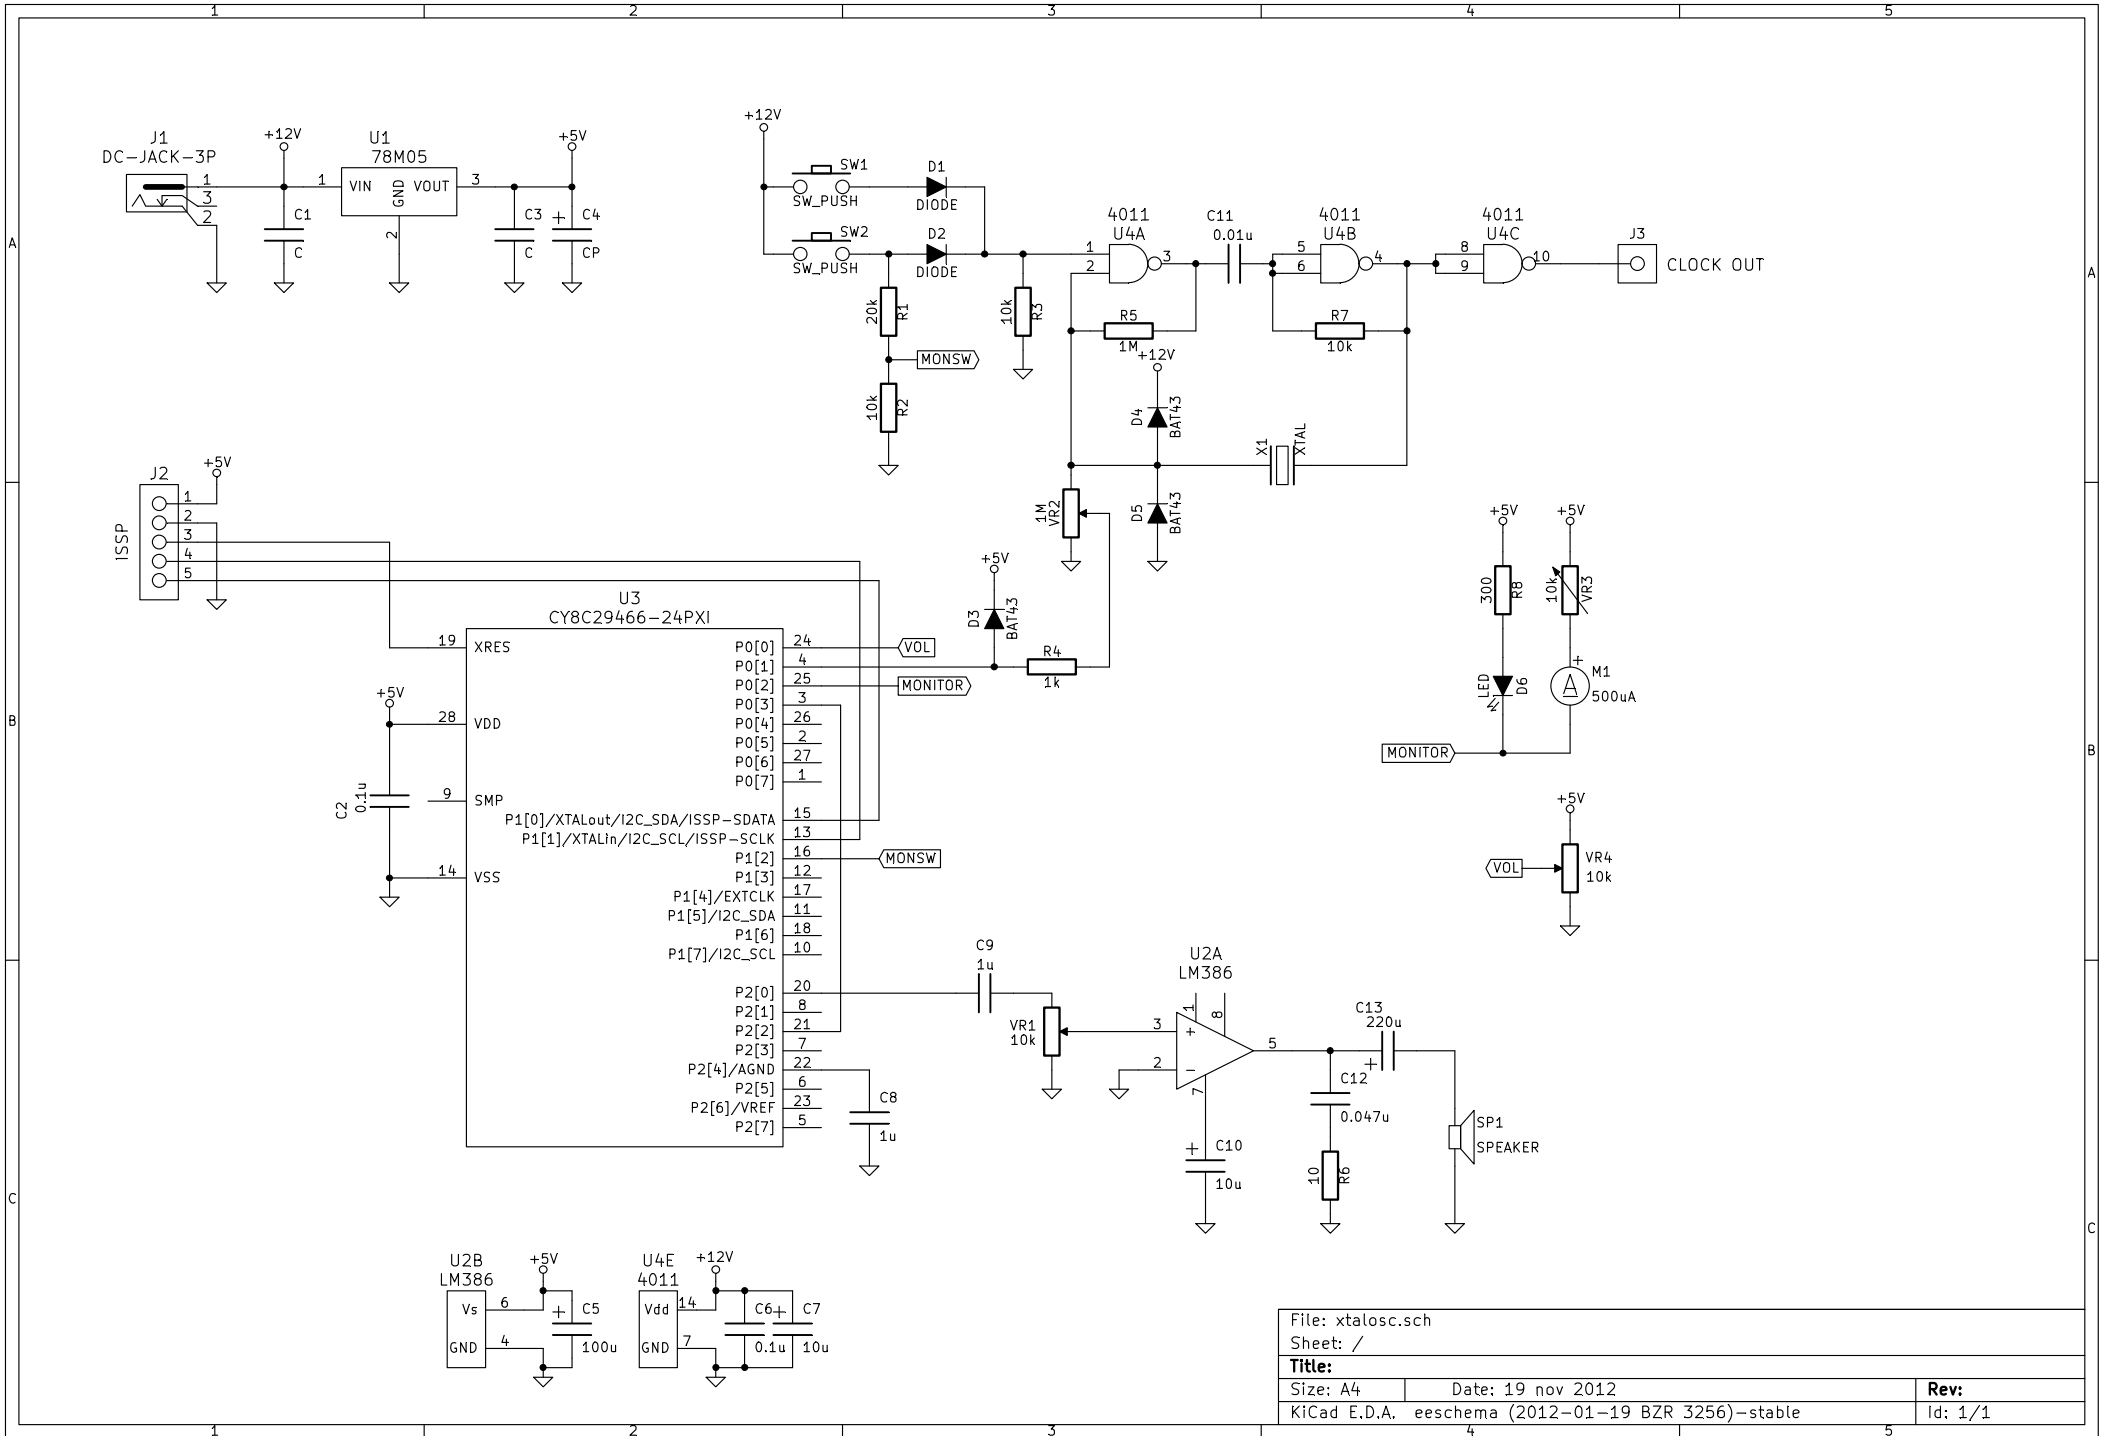 1 2 3 4 5
A
B
C
A
B
C
1 2 3 4 5
J1
DC-JACK-3P
1
3
2
+12V
C1
C
U1
78M05
1 VIN GND VOUT 3
2
+5V
C3
C
+ C4
CP
+12V
SW1
SW_PUSH
SW2
SW_PUSH
D1
DIODE
D2
DIODE
20k R1
MONSW
10k R2
10k R3
4011
U4A
1
2
3
R5
1M
C11
0.01u
4011
U4B
5
6
4
R7
10k
4011
U4C
8
9
10
J3
CLOCK OUT
+12V
D4 BAT43
D5 BAT43
X1 XTAL
1M VR2
J2
ISSP
+5V
1
2
3
4
5
U3
CY8C29466-24PXI
19 XRES
+5V
28 VDD
C2 0.1u
9 SMP
14 VSS
P0[0] 24
P0[1] 4
P0[2] 25
P0[3] 3
P0[4] 26
P0[5] 2
P0[6] 27
P0[7] 1
P1[0]/XTALout/I2C_SDA/ISSP-SDATA 15
P1[1]/XTALin/I2C_SCL/ISSP-SCLK 13
P1[2] 16
P1[3] 12
P1[4]/EXTCLK 17
P1[5]/I2C_SDA 11
P1[6] 18
P1[7]/I2C_SCL 10
P2[0] 20
P2[1] 8
P2[2] 21
P2[3] 7
P2[4]/AGND 22
P2[5] 6
P2[6]/VREF 23
P2[7] 5
VOL
MONITOR
MONSW
+5V
D3 BAT43
R4
1k
C8
1u
C9
1u
VR1
10k
U2A
LM386
1
8
3 +
2 -
5
7
+ C10
10u
C13
220u
+
C12
0.047u
10 R6
SP1
SPEAKER
+5V
300 R8
LED D6
+5V
10k VR3
+
A
M1
500uA
MONITOR
+5V
VOL
VR4
10k
U2B
LM386
+5V
Vs 6
GND 4
+ C5
100u
U4E
4011
+12V
Vdd 14
GND 7
C6
0.1u
+ C7
10u
File: xtalosc.sch
Sheet: /
Title:
Size: A4 Date: 19 nov 2012 Rev:
KiCad E.D.A. eeschema (2012-01-19 BZR 3256)-stable Id: 1/1